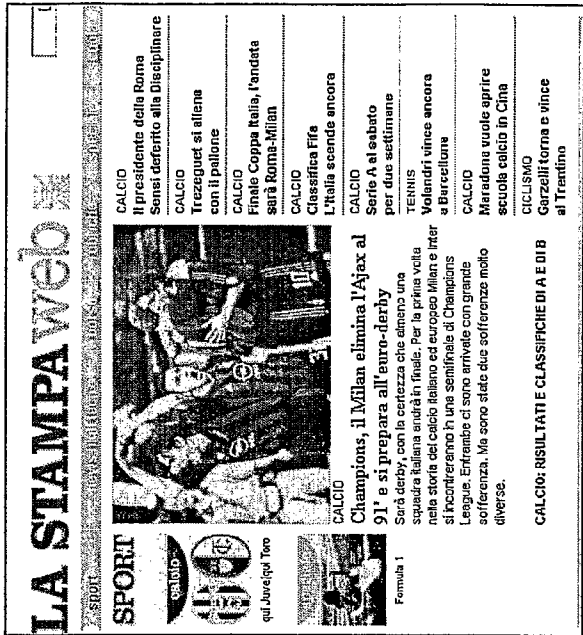 LA STAMPAweb
sport
SPORT
calcio
qui Juve|qui Toro
Formula 1
CALCIO
Champions, il Milan elimina l'Ajax al
91' e si prepara all'euro-derby
Sarà derby, con la certezza che almeno una
squadra italiana andrà in finale. Per la prima volta
nella storia del calcio italiano ed europeo Milan e Inter
si incontreranno in una semifinale di Champions
League. Entrambe ci sono arrivate con grande
sofferenza. Ma sono state due sofferenze molto
diverse.
CALCIO: RISULTATI E CLASSIFICHE DI A E DI B
CALCIO
Il presidente della Roma
Sensi deferito alla Disciplinare
CALCIO
Trezeguet si allena
con il pallone
CALCIO
Finale Coppa Italia, l'andata
sarà Roma-Milan
CALCIO
Classifica Fifa
L'Italia scende ancora
CALCIO
Serie A al sabato
per due settimane
TENNIS
Volandri vince ancora
a Barcellona
CALCIO
Maradona vuole aprire
scuola calcio in Cina
CICLISMO
Garzelli torna e vince
al Trentino